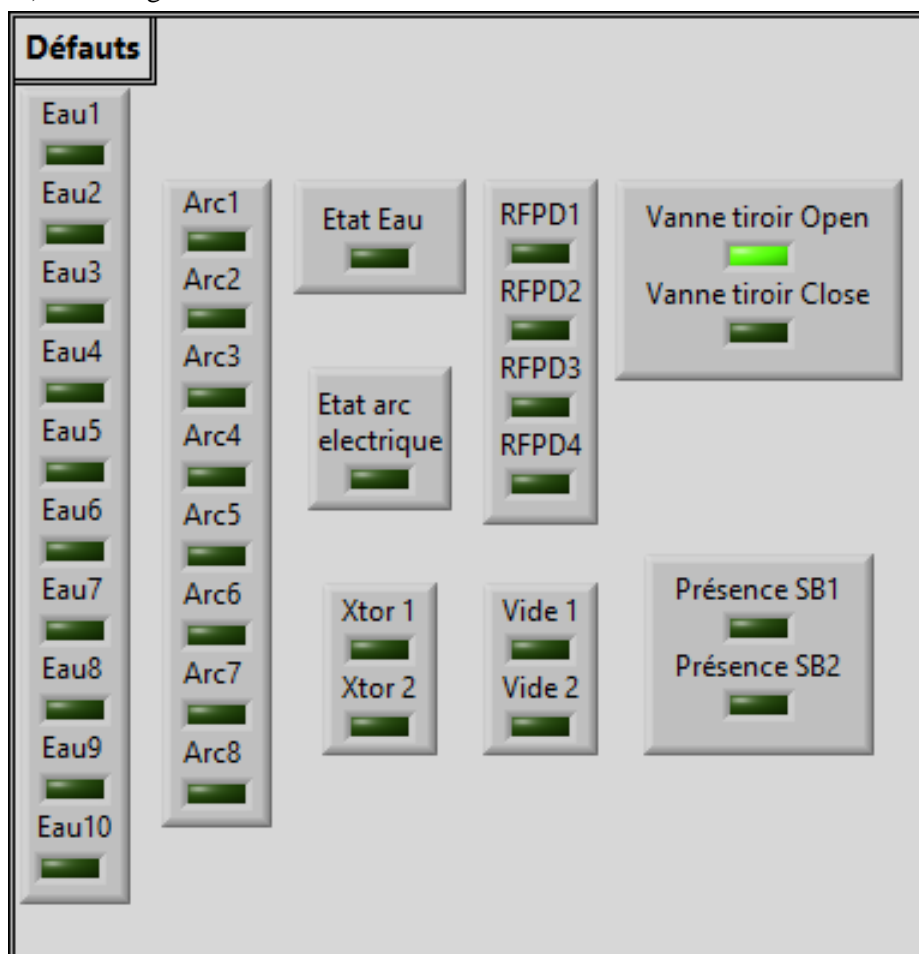 Défauts
Eau1
Eau2
Eau3
Eau4
Eau5
Eau6
Eau7
Eau8
Eau9
Eau10
Arc1
Arc2
Arc3
Arc4
Arc5
Arc6
Arc7
Arc8
Etat Eau
Etat arc
electrique
Xtor 1
Xtor 2
RFPD1
RFPD2
RFPD3
RFPD4
Vide 1
Vide 2
Vanne tiroir Open
Vanne tiroir Close
Présence SB1
Présence SB2